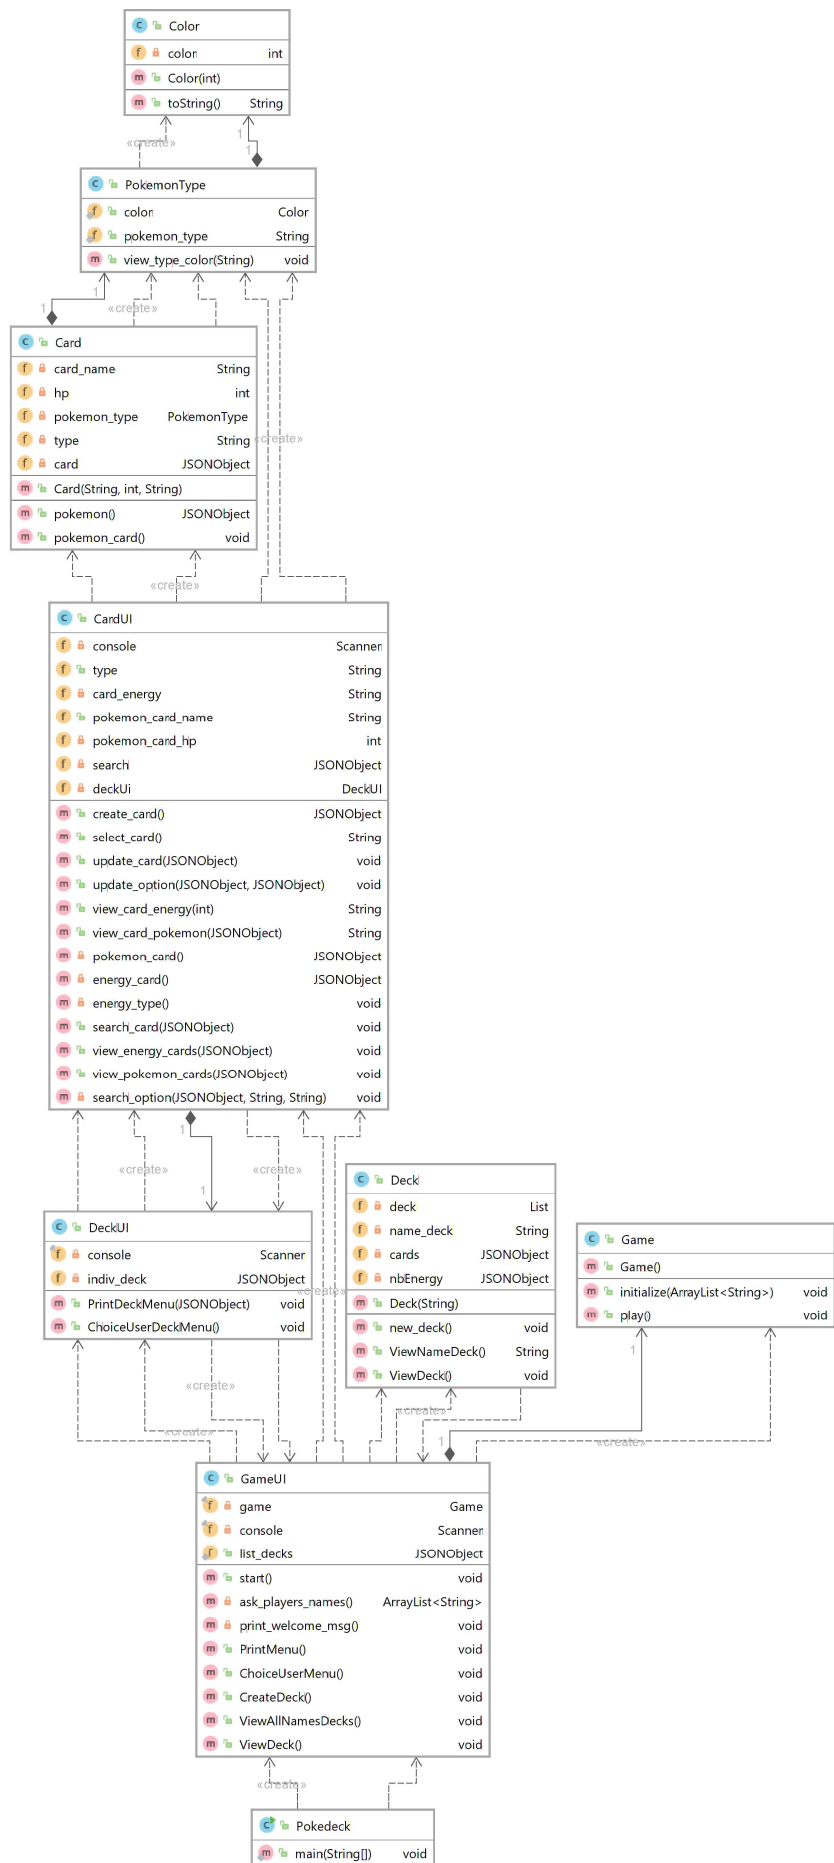 Color
color int
Color(int)
toString() String
«create»
1
1
PokemonType
color Color
pokemon_type String
view_type_color(String) void
1
1
«create»
Card
card_name String
hp int
pokemon_type PokemonType
type String
card JSONObject
Card(String, int, String)
pokemon() JSONObject
pokemon_card() void
«create»
«create»
CardUI
console Scanner
type String
card_energy String
pokemon_card_name String
pokemon_card_hp int
search JSONObject
deckUi DeckUI
create_card() JSONObject
select_card() String
update_card(JSONObject) void
update_option(JSONObject, JSONObject) void
view_card_energy(int) String
view_card_pokemon(JSONObject) String
pokemon_card() JSONObject
energy_card() JSONObject
energy_type() void
search_card(JSONObject) void
view_energy_cards(JSONObject) void
view_pokemon_cards(JSONObject) void
search_option(JSONObject, String, String) void
1
«create» «create»
1
DeckUI
console Scanner
indiv_deck JSONObject
PrintDeckMenu(JSONObject) void
ChoiceUserDeckMenu() void
«create»
Deck
deck List
name_deck String
cards JSONObject
nbEnergy JSONObject
Deck(String)
new_deck() void
ViewNameDeck() String
ViewDeck() void
Game
Game()
initialize(ArrayList<String>) void
play() void
1
«create»
«create»
«create»
1
«create»
GameUI
game Game
console Scanner
list_decks JSONObject
start() void
ask_players_names() ArrayList<String>
print_welcome_msg() void
PrintMenu() void
ChoiceUserMenu() void
CreateDeck() void
ViewAllNamesDecks() void
ViewDeck() void
«create»
Pokedeck
main(String[]) void